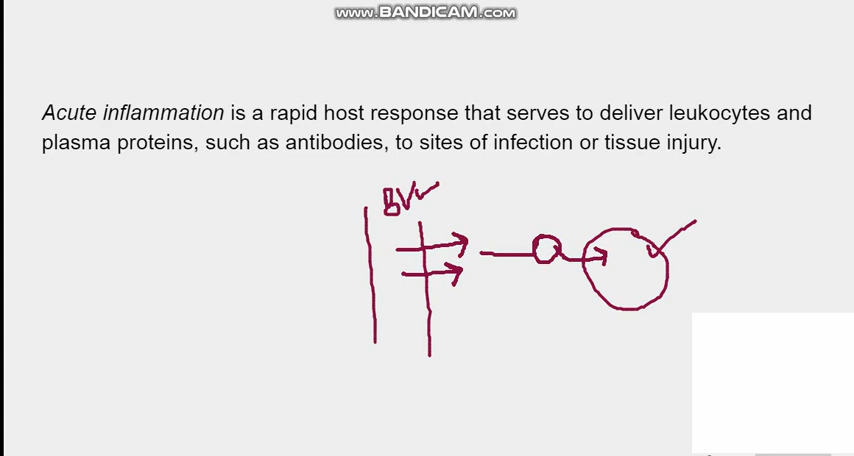 www.BANDICAM.com
Acute inflammation is a rapid host response that serves to deliver leukocytes and
plasma proteins, such as antibodies, to sites of infection or tissue injury.
BV